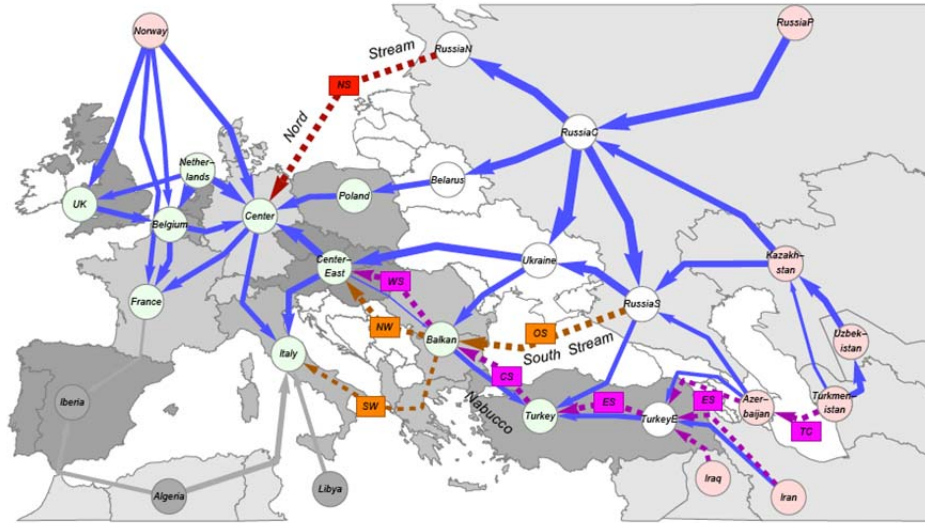 Norway
RussiaP
Stream
RussiaN
NS
Nord
RussiaC
Nether–
lands
Belarus
Poland
UK
Center
Belgium
Ukraine
Center–
East
Kazakh–
stan
WS
France
RussiaS
NW
OS
Balkan
South Stream
Uzbek–
istan
Italy
CS
Iberia
SW
Nabucco
Turkey
ES
TurkeyE
ES
Azer–
baijan
Turkmen–
istan
TC
Algeria
Libya
Iraq
Iran